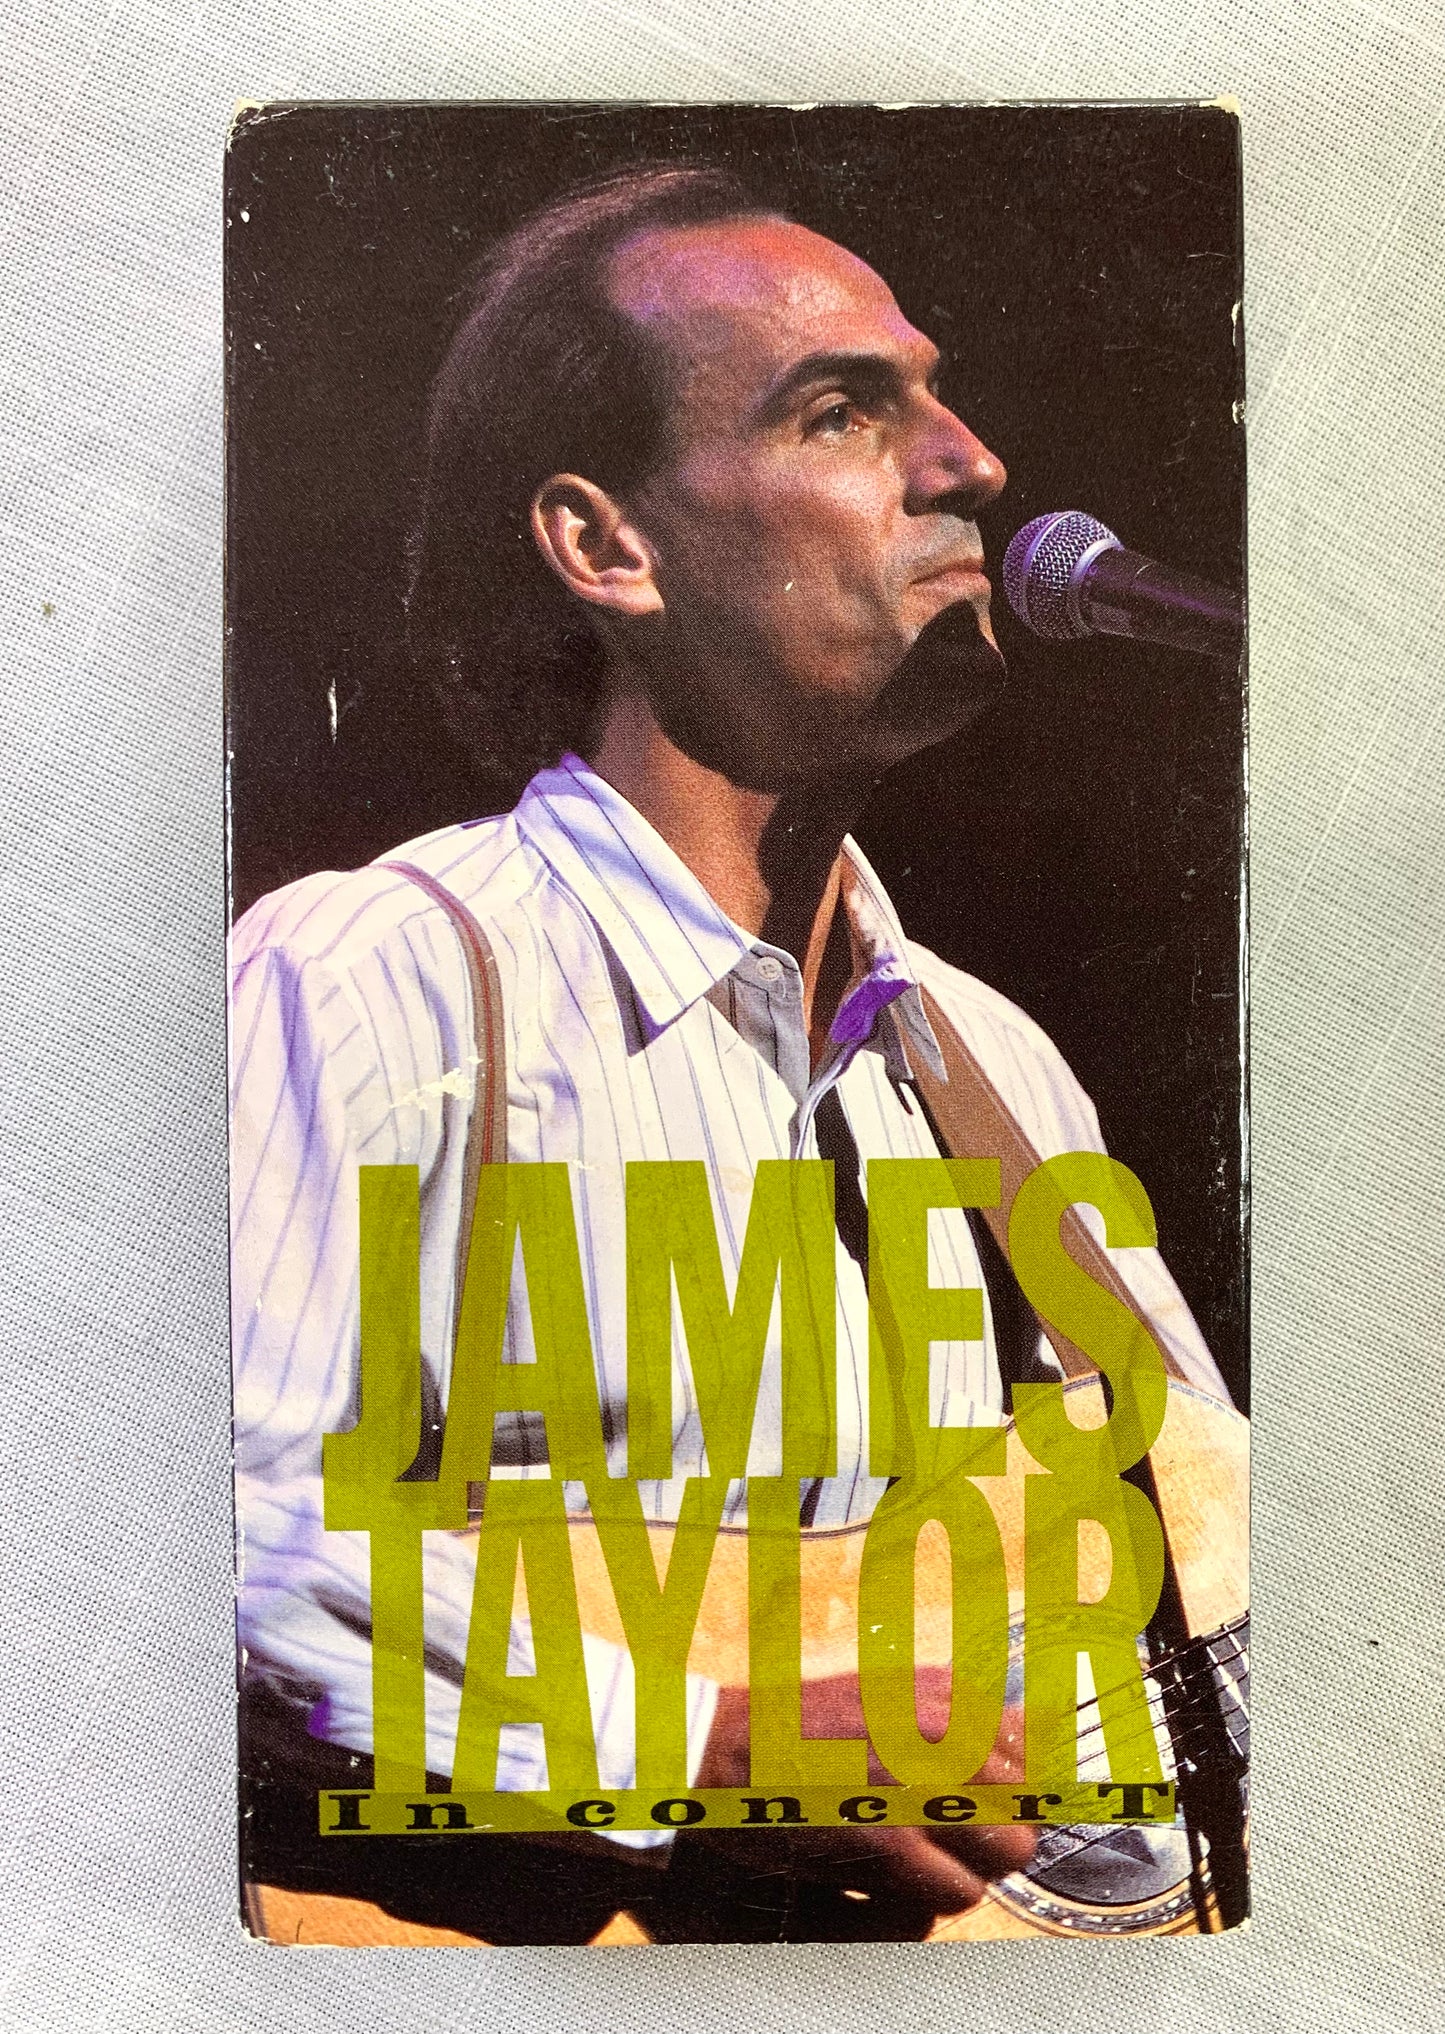 JAMES
TAYLOR
In concerT